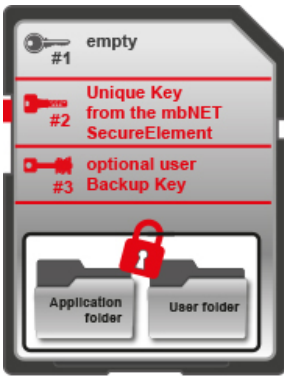 #1 empty
#2 Unique Key
from the mbNET
SecureElement
#3 optional user
Backup Key
Application
folder
User folder